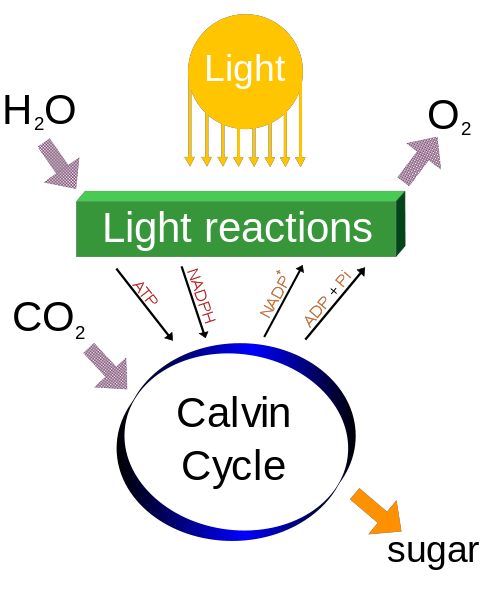 Light
H₂O
O₂
Light reactions
ATP
NADPH
NADP⁺
ADP + Pi
CO₂
Calvin
Cycle
sugar